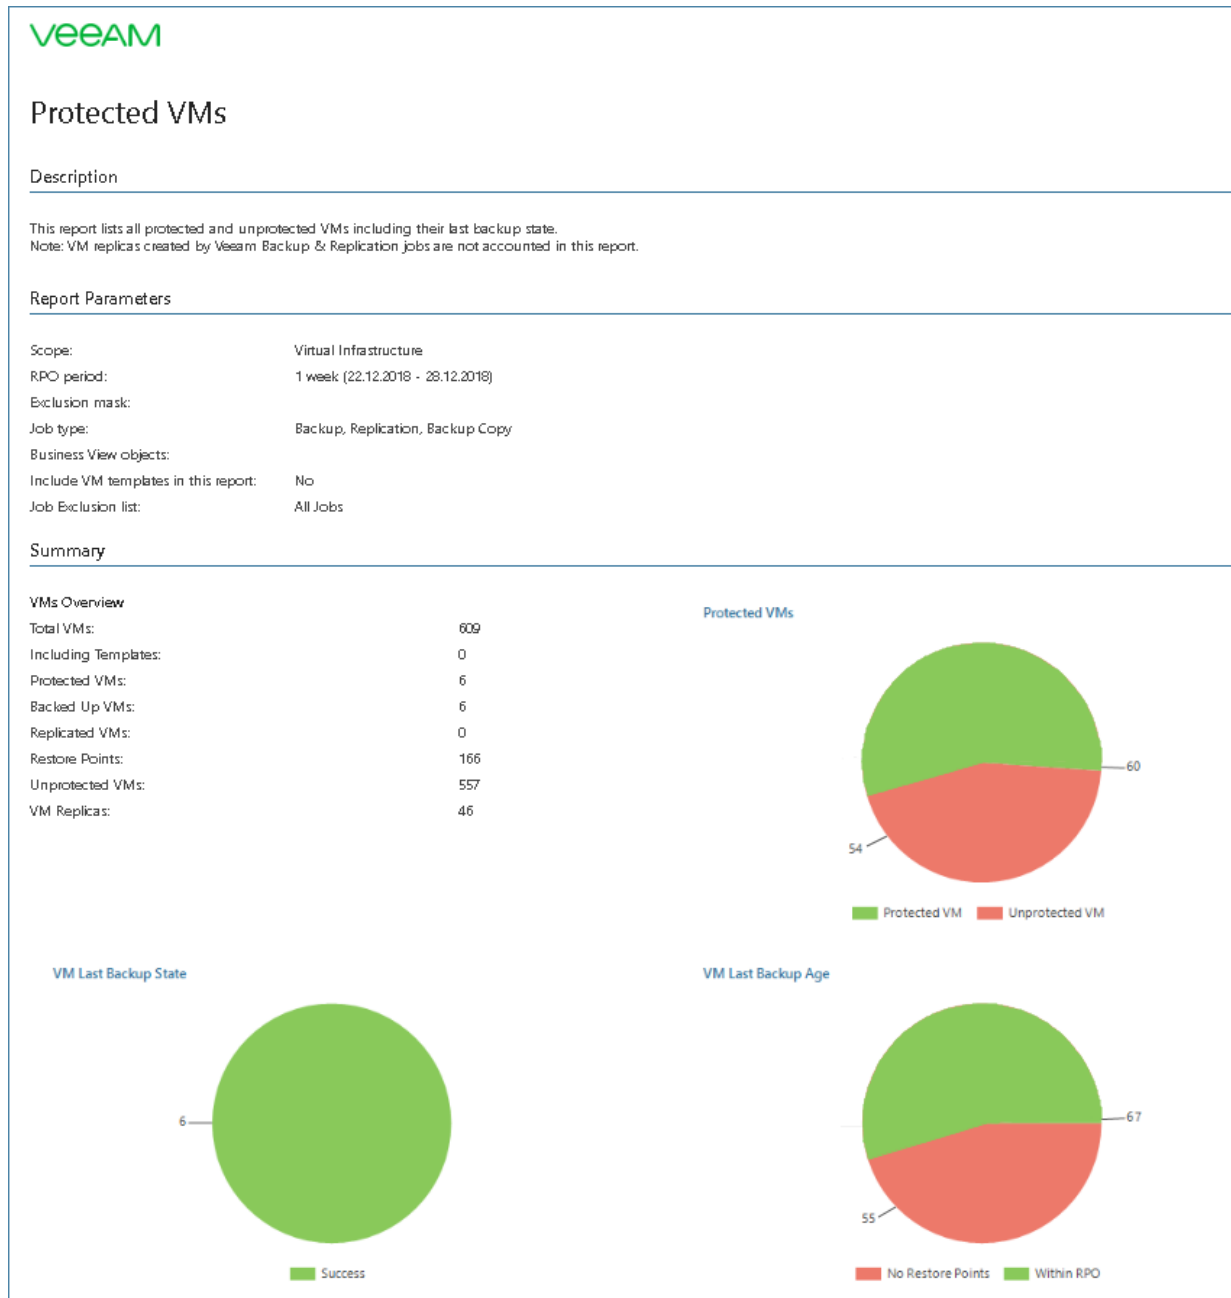 veeam
Protected VMs
Description
This report lists all protected and unprotected VMs including their last backup state.
Note: VM replicas created by Veeam Backup & Replication jobs are not accounted in this report.
Report Parameters
Scope: Virtual Infrastructure
RPO period: 1 week (22.12.2018 - 28.12.2018)
Exclusion mask:
Job type: Backup, Replication, Backup Copy
Business View objects:
Include VM templates in this report: No
Job Exclusion list: All Jobs
Summary
VMs Overview
Total VMs: 609
Including Templates: 0
Protected VMs: 6
Backed Up VMs: 6
Replicated VMs: 0
Restore Points: 166
Unprotected VMs: 557
VM Replicas: 46
Protected VMs
60
54
Protected VM Unprotected VM
VM Last Backup State
6
Success
VM Last Backup Age
67
55
No Restore Points Within RPO